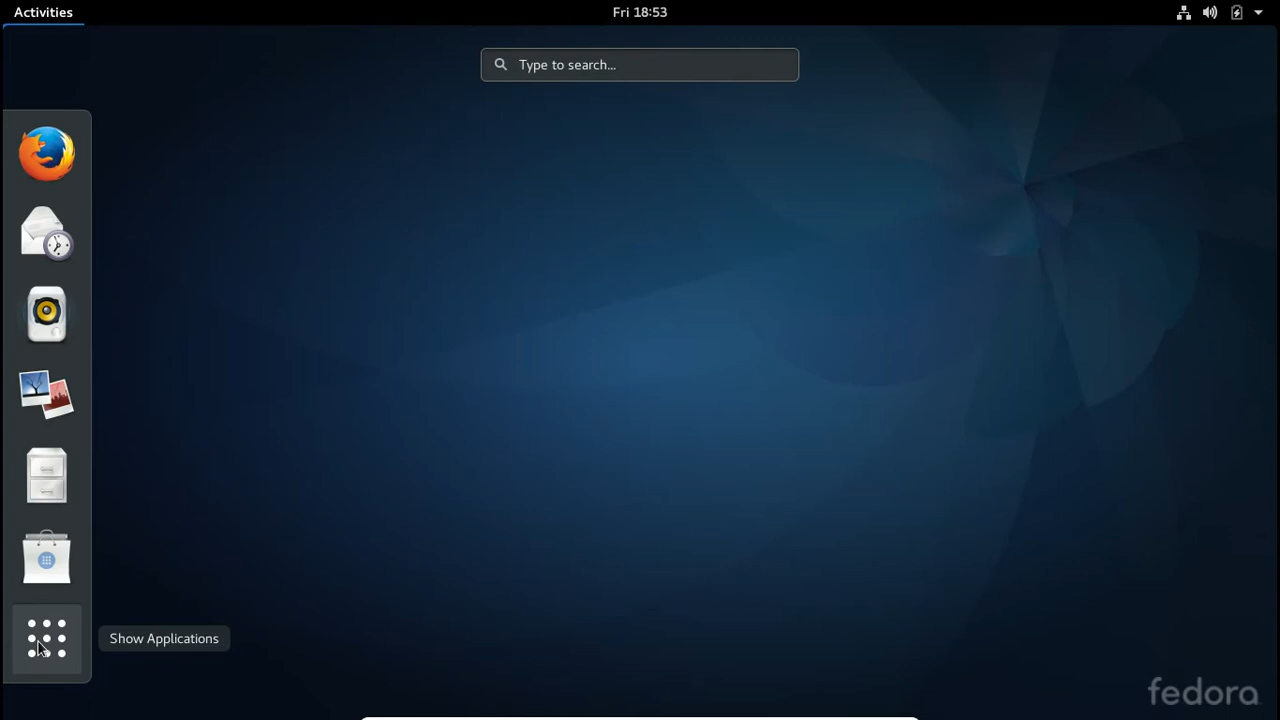 Activities
Fri 18:53
Type to search...
Show Applications
fedora